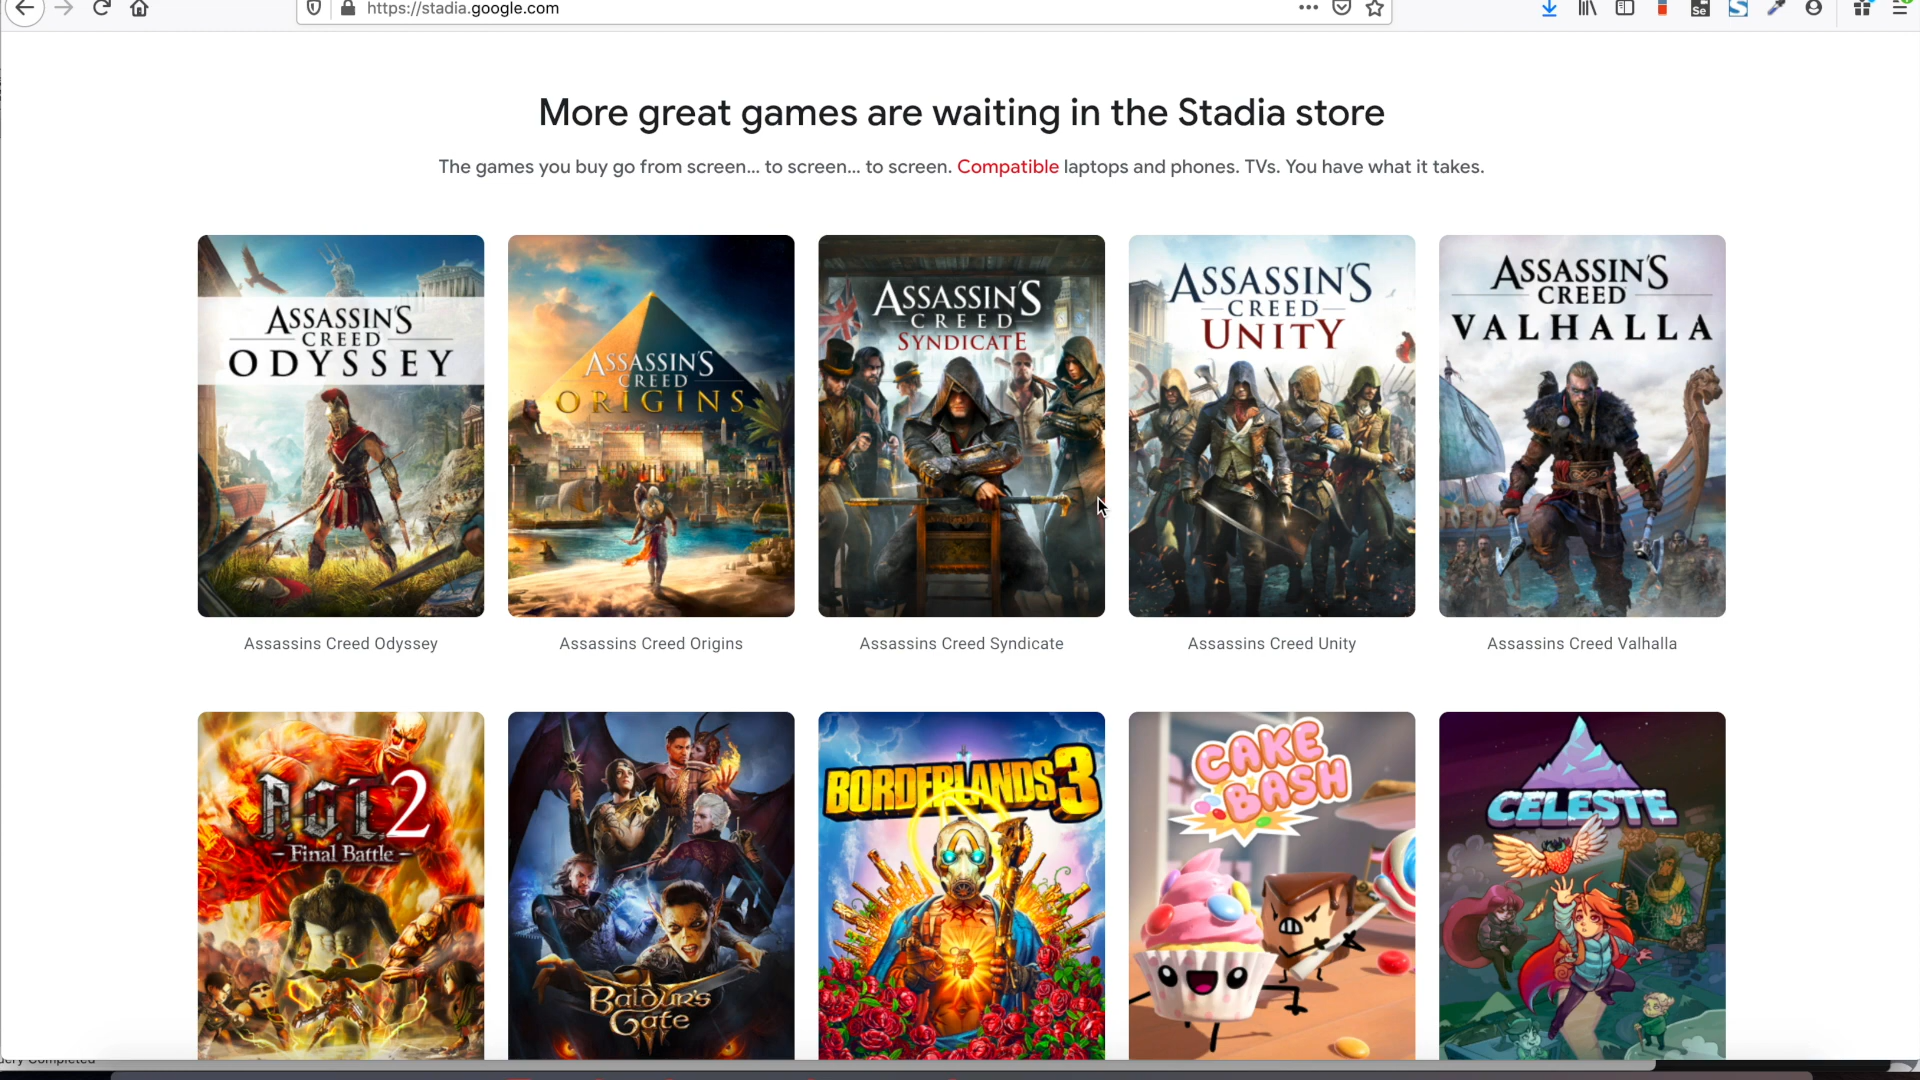 https://stadia.google.com
More great games are waiting in the Stadia store
The games you buy go from screen... to screen... to screen. Compatible laptops and phones. TVs. You have what it takes.
ASSASSIN'S
CREED
ODYSSEY
ASSASSIN'S
CREED
ORIGINS
ASSASSIN'S
CREED
SYNDICATE
ASSASSIN'S
CREED
UNITY
ASSASSIN'S
CREED
VALHALLA
Assassins Creed Odyssey
Assassins Creed Origins
Assassins Creed Syndicate
Assassins Creed Unity
Assassins Creed Valhalla
A.O.T.2
Final Battle
BALDUR'S
GATE
BORDERLANDS 3
CAKE
BASH
CELESTE
Se
Completed